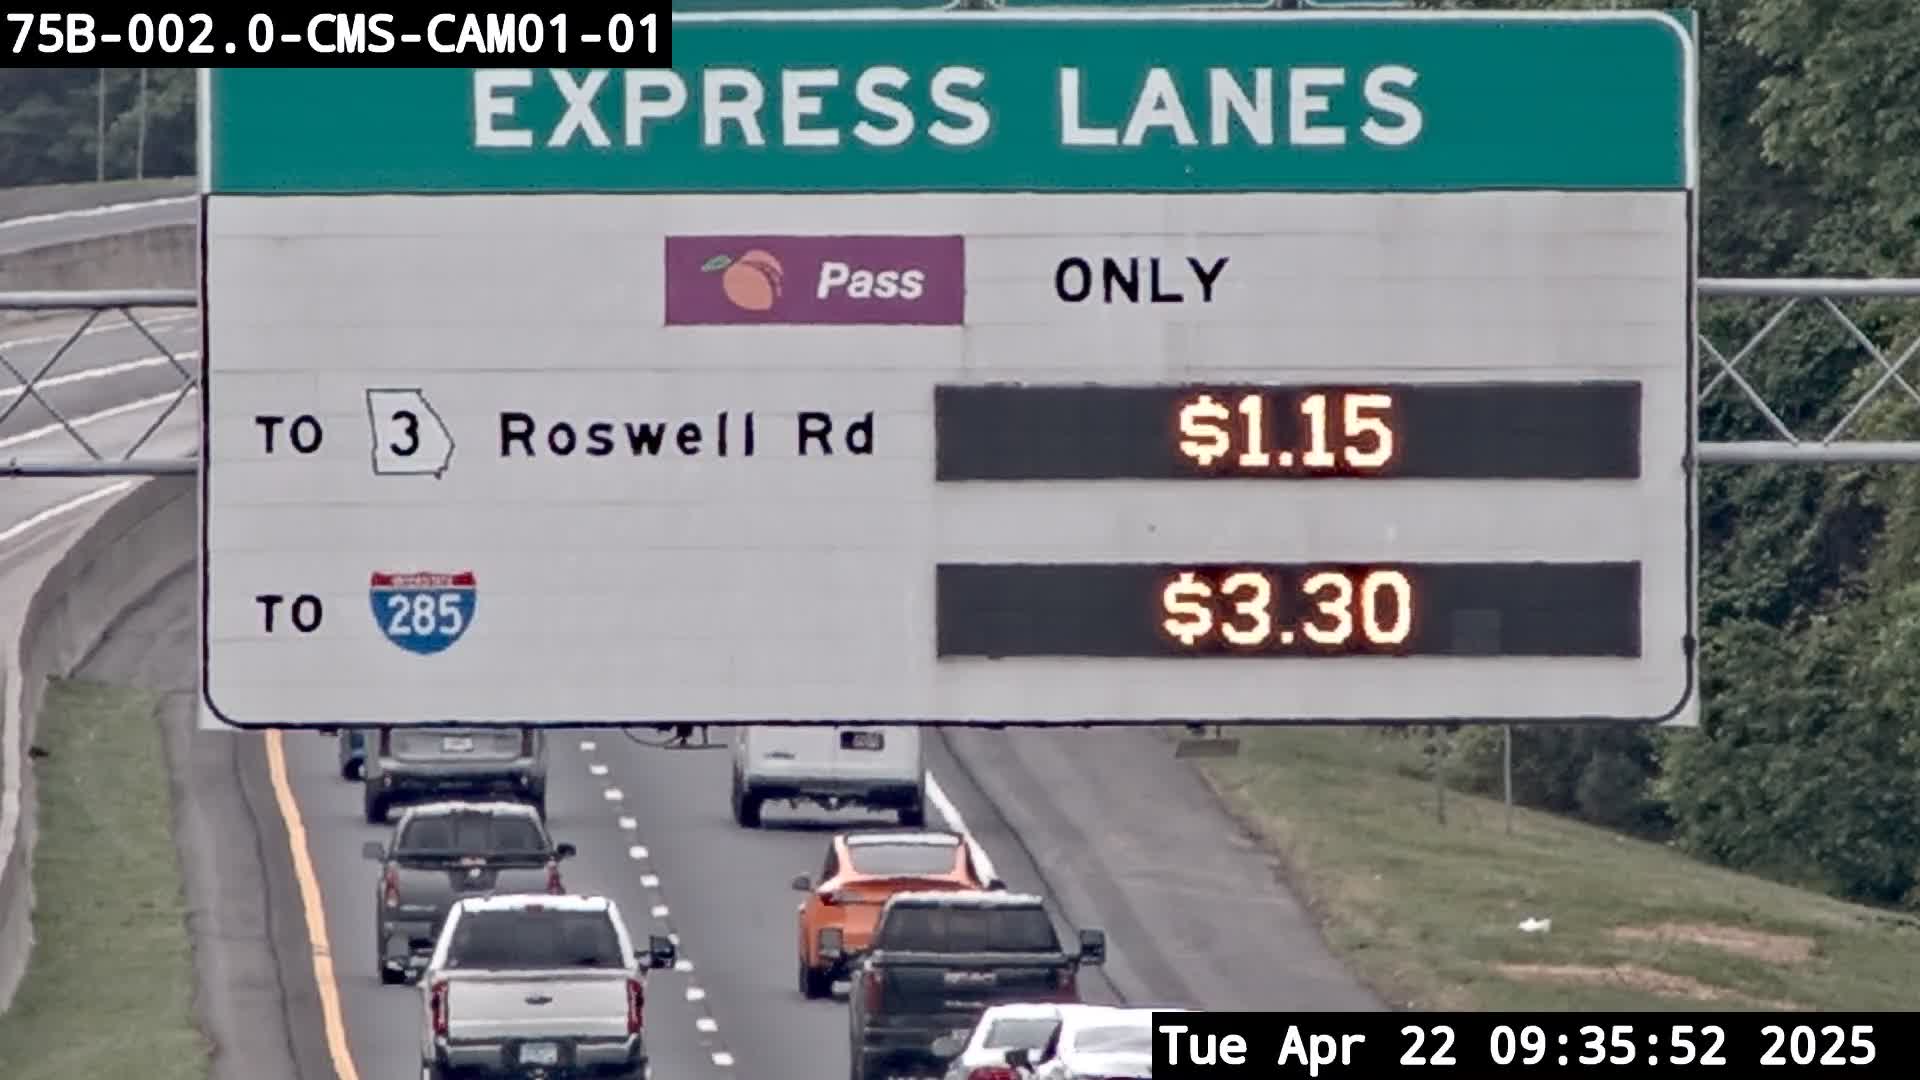 75B-002.0-CMS-CAM01-01
EXPRESS LANES
Pass ONLY
TO 3 Roswell Rd $1.15
INTERSTATE
TO 285 $3.30
Tue Apr 22 09:35:52 2025